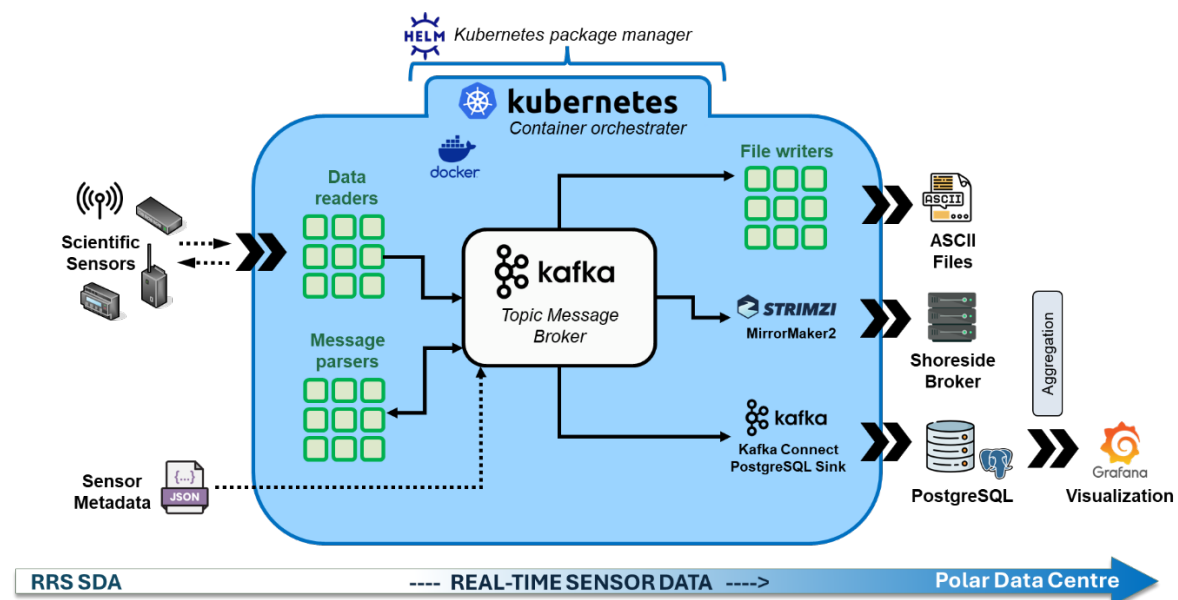 HELM Kubernetes package manager
kubernetes
Container orchestrater
docker
Data
readers
File writers
Scientific
Sensors
ASCII
ASCII
Files
kafka
Topic Message
Broker
STRIMZI
MirrorMaker2
Shoreside
Broker
Aggregation
Message
parsers
kafka
Kafka Connect
PostgreSQL Sink
PostgreSQL
Grafana
Visualization
Sensor
Metadata
{...}
JSON
RRS SDA ---- REAL-TIME SENSOR DATA ----> Polar Data Centre